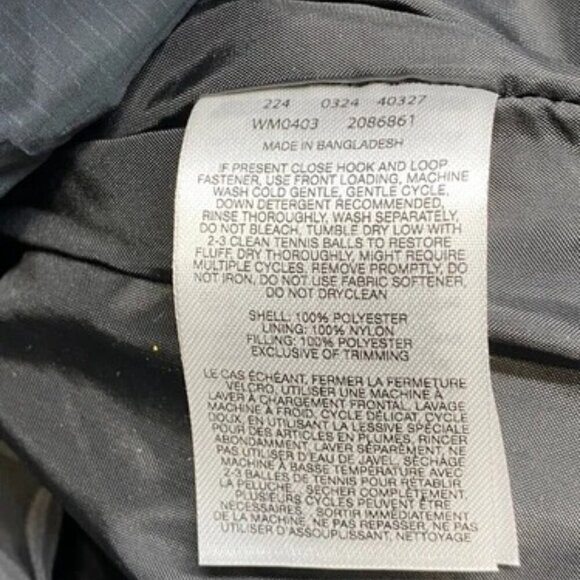 224 0324 40327
WM0403 2086861
MADE IN BANGLADESH
IF PRESENT CLOSE HOOK AND LOOP
FASTENER, USE FRONT LOADING, MACHINE
WASH COLD GENTLE, GENTLE CYCLE,
DOWN DETERGENT RECOMMENDED,
RINSE THOROUGHLY, WASH SEPARATELY,
DO NOT BLEACH, TUMBLE DRY LOW WITH
2-3 CLEAN TENNIS BALLS TO RESTORE
FLUFF, DRY THOROUGHLY, MIGHT REQUIRE
MULTIPLE CYCLES, REMOVE PROMPTLY, DO
NOT IRON, DO NOT USE FABRIC SOFTENER,
DO NOT DRYCLEAN
SHELL: 100% POLYESTER
LINING: 100% NYLON
FILLING: 100% POLYESTER
EXCLUSIVE OF TRIMMING
LE CAS ÉCHÉANT, FERMER LA FERMETURE
VELCRO, UTILISER UNE MACHINE À
LAVER À CHARGEMENT FRONTAL, LAVAGE
MACHINE À FROID, CYCLE DÉLICAT, CYCLE
DOUX, EN UTILISANT LA LESSIVE SPÉCIALE
POUR DES ARTICLES EN PLUMES, RINCER
ABONDAMMENT, LAVER SÉPARÉMENT, NE
PAS UTILISER D'EAU DE JAVEL, SÉCHAGE
MACHINE À BASSE TEMPÉRATURE AVEC
2-3 BALLES DE TENNIS POUR RÉTABLIR
LA PELUCHE , SÉCHER COMPLÈTEMENT,
PLUSIEURS CYCLES PEUVENT ÊTRE
NÉCESSAIRES , SORTIR IMMÉDIATEMENT
DE LA MACHINE, NE PAS REPASSER, NE PAS
UTILISER D'ASSOUPLISSANT, NETTOYAGE